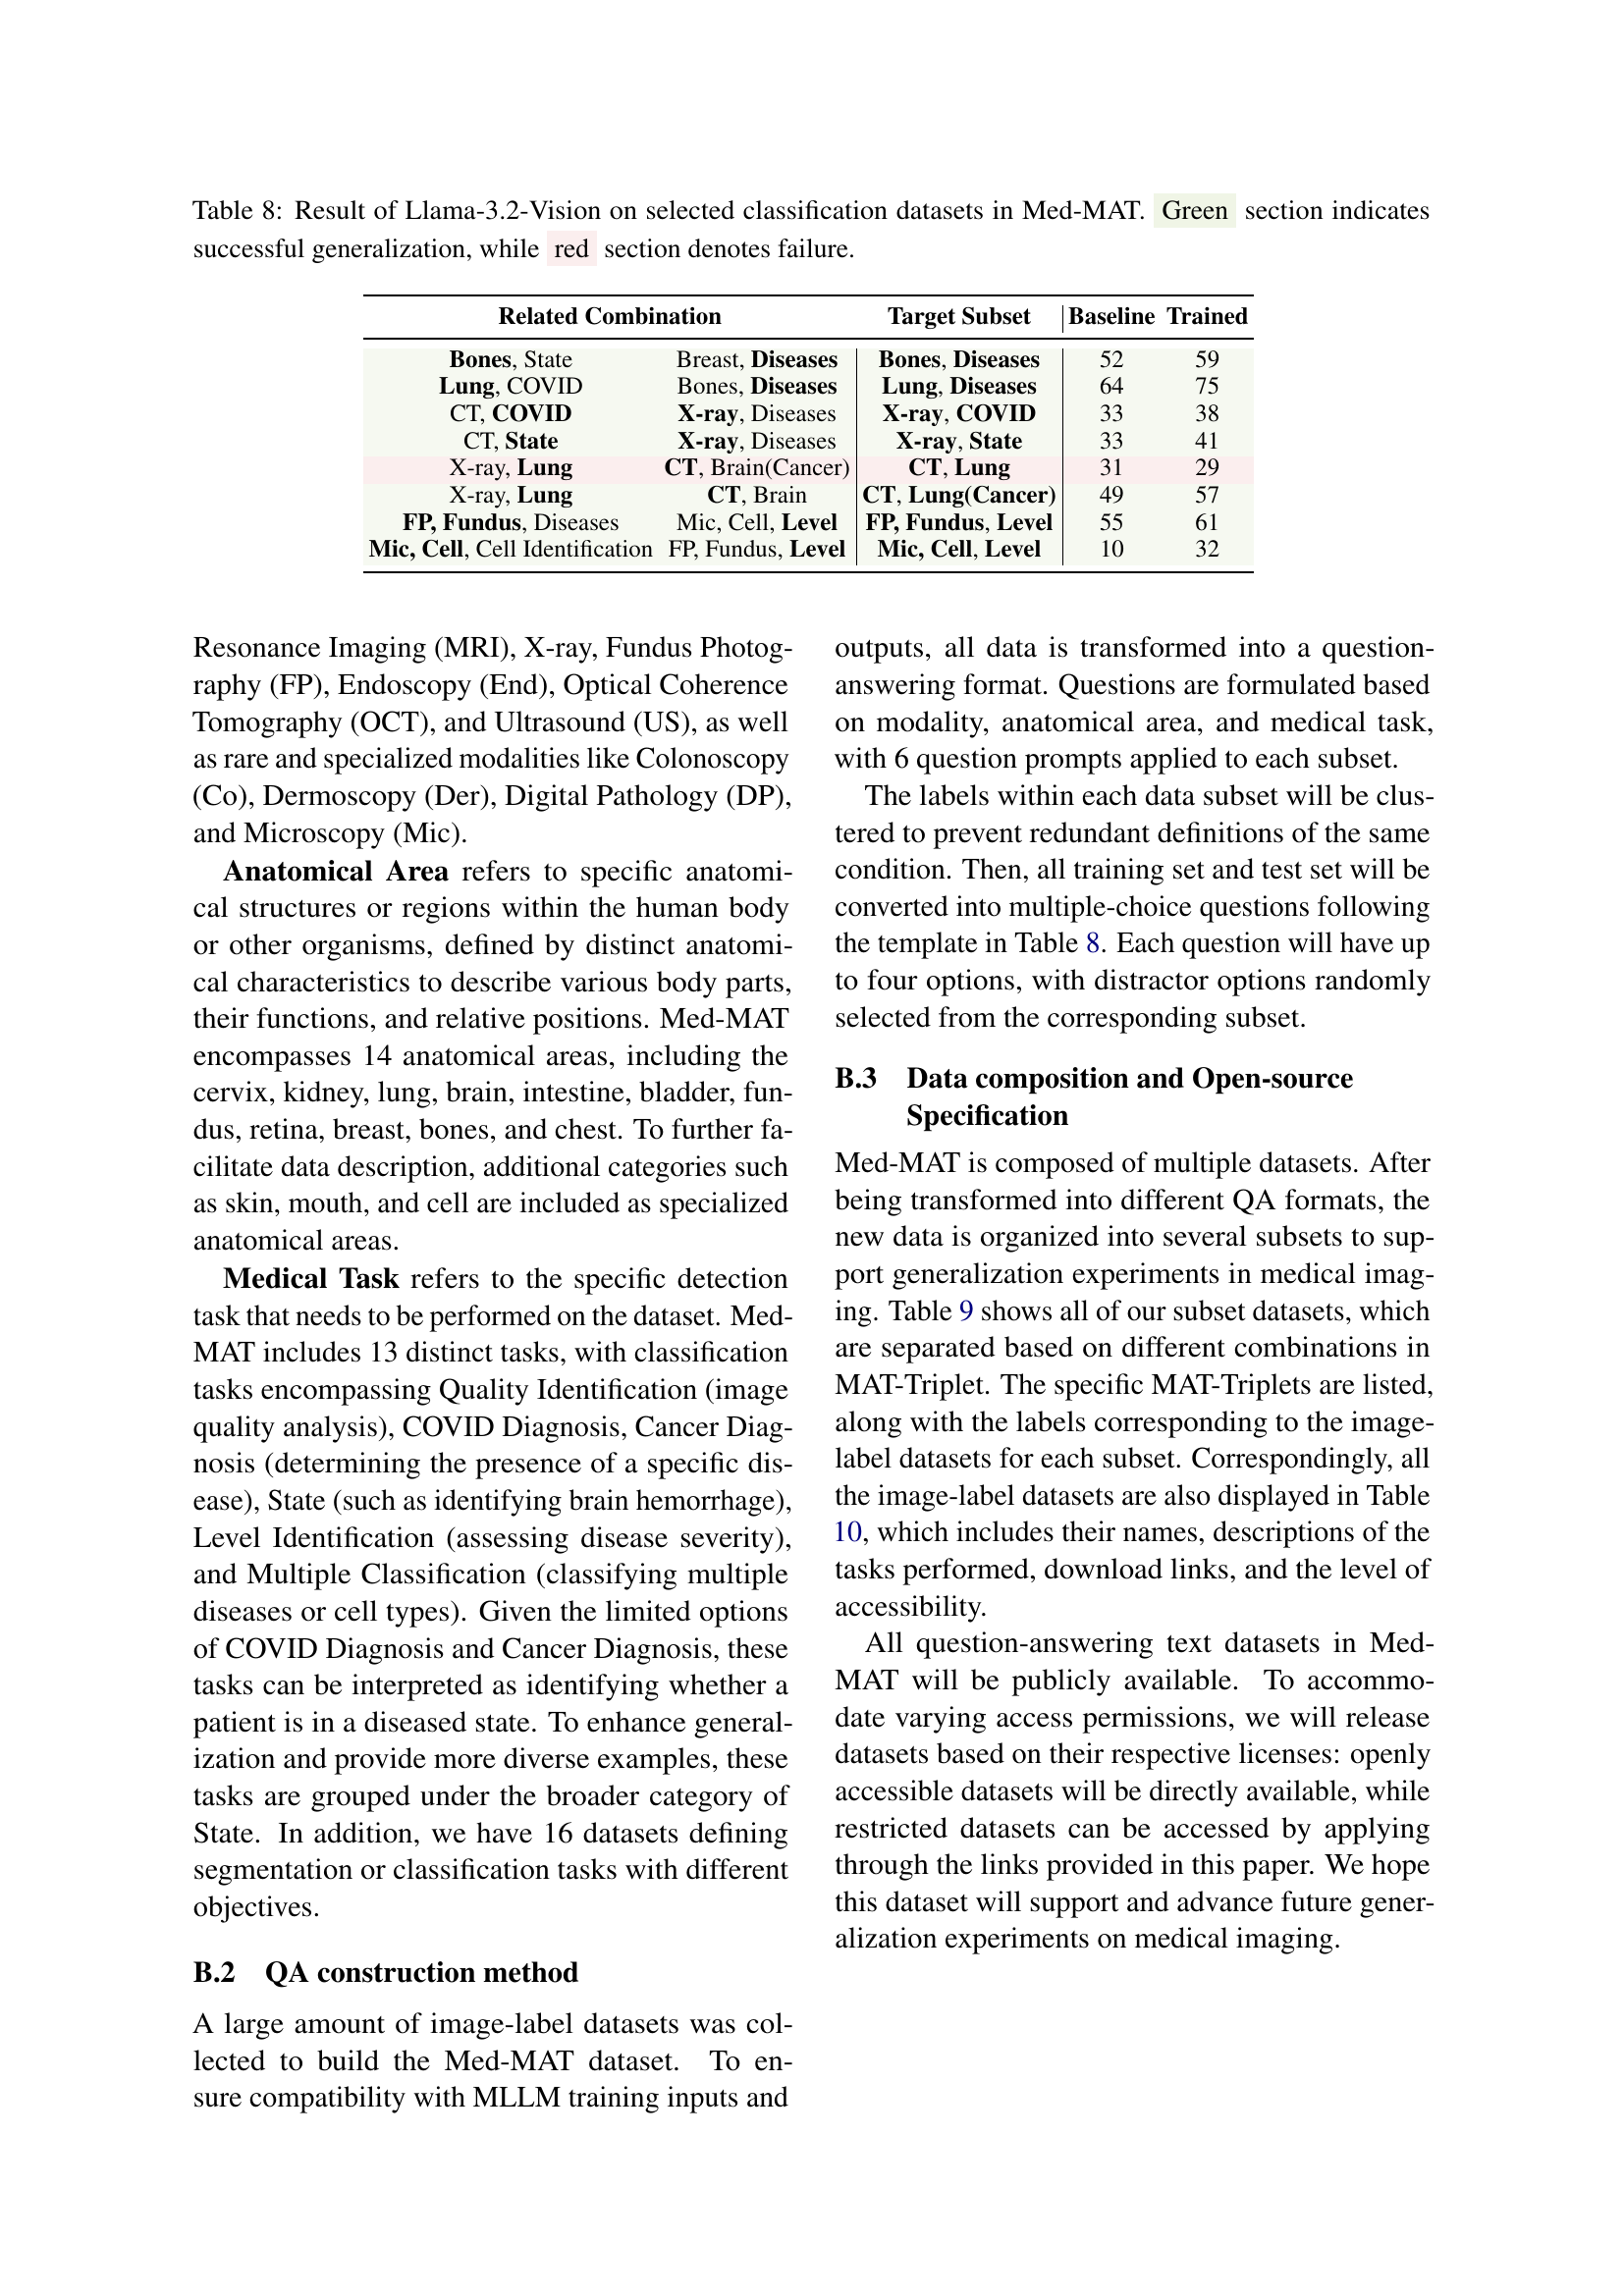 Table 8: Result of Llama-3.2-Vision on selected classification datasets in Med-MAT. Green section indicates
successful generalization, while red section denotes failure.
Related Combination Target Subset Baseline Trained
Bones, State Breast, Diseases Bones, Diseases 52 59
Lung, COVID Bones, Diseases Lung, Diseases 64 75
CT, COVID X-ray, Diseases X-ray, COVID 33 38
CT, State X-ray, Diseases X-ray, State 33 41
X-ray, Lung CT, Brain(Cancer) CT, Lung 31 29
X-ray, Lung CT, Brain CT, Lung(Cancer) 49 57
FP, Fundus, Diseases Mic, Cell, Level FP, Fundus, Level 55 61
Mic, Cell, Cell Identification FP, Fundus, Level Mic, Cell, Level 10 32
Resonance Imaging (MRI), X-ray, Fundus Photog-
raphy (FP), Endoscopy (End), Optical Coherence
Tomography (OCT), and Ultrasound (US), as well
as rare and specialized modalities like Colonoscopy
(Co), Dermoscopy (Der), Digital Pathology (DP),
and Microscopy (Mic).
Anatomical Area refers to specific anatomi-
cal structures or regions within the human body
or other organisms, defined by distinct anatomi-
cal characteristics to describe various body parts,
their functions, and relative positions. Med-MAT
encompasses 14 anatomical areas, including the
cervix, kidney, lung, brain, intestine, bladder, fun-
dus, retina, breast, bones, and chest. To further fa-
cilitate data description, additional categories such
as skin, mouth, and cell are included as specialized
anatomical areas.
Medical Task refers to the specific detection
task that needs to be performed on the dataset. Med-
MAT includes 13 distinct tasks, with classification
tasks encompassing Quality Identification (image
quality analysis), COVID Diagnosis, Cancer Diag-
nosis (determining the presence of a specific dis-
ease), State (such as identifying brain hemorrhage),
Level Identification (assessing disease severity),
and Multiple Classification (classifying multiple
diseases or cell types). Given the limited options
of COVID Diagnosis and Cancer Diagnosis, these
tasks can be interpreted as identifying whether a
patient is in a diseased state. To enhance general-
ization and provide more diverse examples, these
tasks are grouped under the broader category of
State. In addition, we have 16 datasets defining
segmentation or classification tasks with different
objectives.
B.2 QA construction method
A large amount of image-label datasets was col-
lected to build the Med-MAT dataset. To en-
sure compatibility with MLLM training inputs and
outputs, all data is transformed into a question-
answering format. Questions are formulated based
on modality, anatomical area, and medical task,
with 6 question prompts applied to each subset.
The labels within each data subset will be clus-
tered to prevent redundant definitions of the same
condition. Then, all training set and test set will be
converted into multiple-choice questions following
the template in Table 8. Each question will have up
to four options, with distractor options randomly
selected from the corresponding subset.
B.3 Data composition and Open-source
Specification
Med-MAT is composed of multiple datasets. After
being transformed into different QA formats, the
new data is organized into several subsets to sup-
port generalization experiments in medical imag-
ing. Table 9 shows all of our subset datasets, which
are separated based on different combinations in
MAT-Triplet. The specific MAT-Triplets are listed,
along with the labels corresponding to the image-
label datasets for each subset. Correspondingly, all
the image-label datasets are also displayed in Table
10, which includes their names, descriptions of the
tasks performed, download links, and the level of
accessibility.
All question-answering text datasets in Med-
MAT will be publicly available. To accommo-
date varying access permissions, we will release
datasets based on their respective licenses: openly
accessible datasets will be directly available, while
restricted datasets can be accessed by applying
through the links provided in this paper. We hope
this dataset will support and advance future gener-
alization experiments on medical imaging.